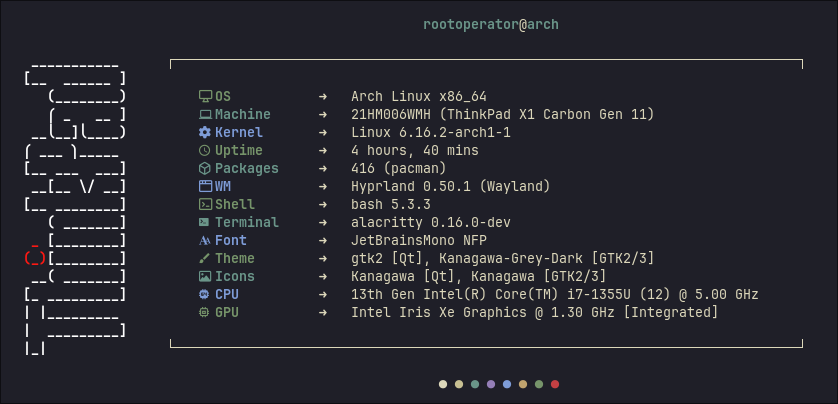 rootoperator@arch
OS → Arch Linux x86_64
Machine → 21HM006WMH (ThinkPad X1 Carbon Gen 11)
Kernel → Linux 6.16.2-arch1-1
Uptime → 4 hours, 40 mins
Packages → 416 (pacman)
WM → Hyprland 0.50.1 (Wayland)
Shell → bash 5.3.3
Terminal → alacritty 0.16.0-dev
Font → JetBrainsMono NFP
Theme → gtk2 [Qt], Kanagawa-Grey-Dark [GTK2/3]
Icons → Kanagawa [Qt], Kanagawa [GTK2/3]
CPU → 13th Gen Intel(R) Core(TM) i7-1355U (12) @ 5.00 GHz
GPU → Intel Iris Xe Graphics @ 1.30 GHz [Integrated]